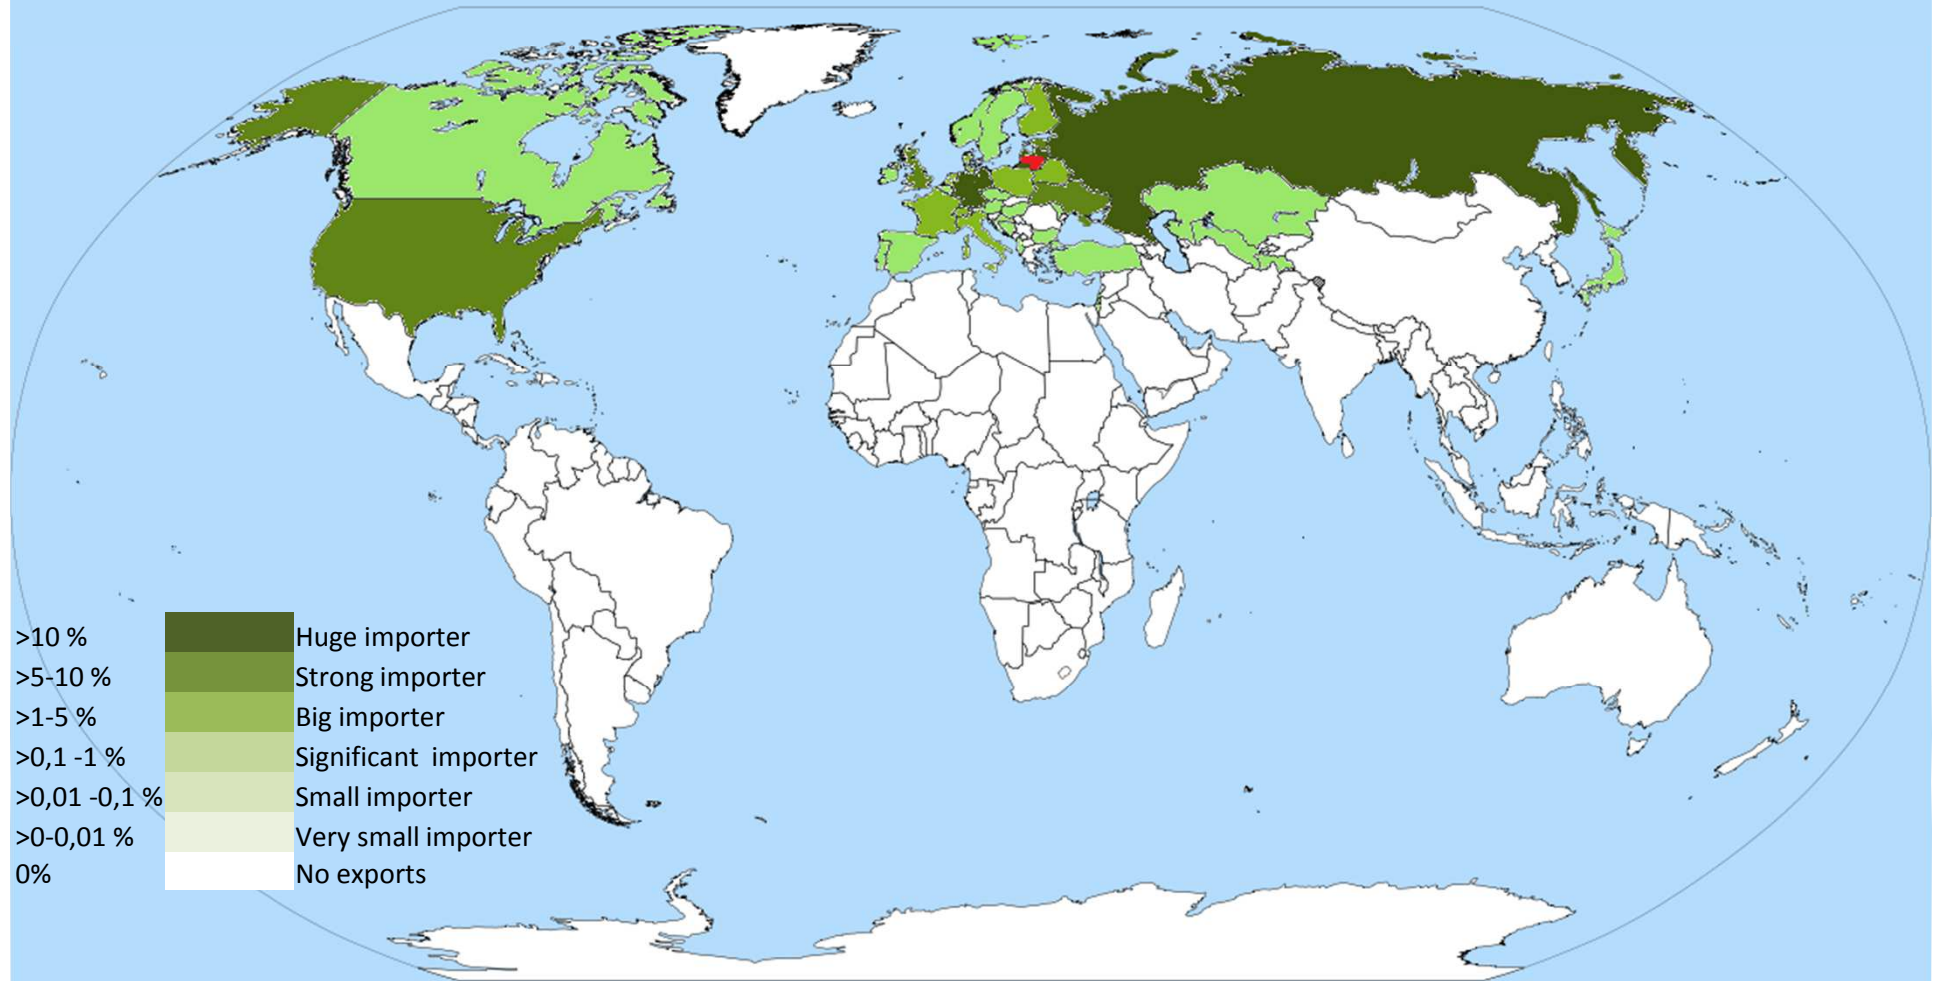 >10 % Huge importer
>5-10 % Strong importer
>1-5 % Big importer
>0,1 -1 % Significant  importer
>0,01 -0,1 % Small importer
>0-0,01 % Very small importer
0% No exports